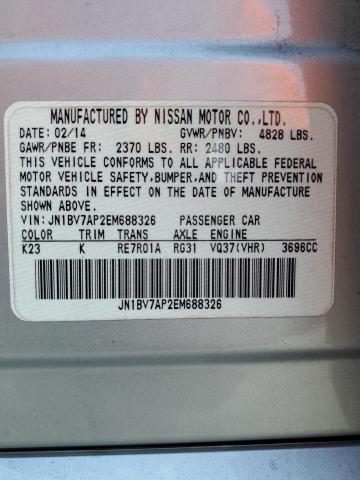 MANUFACTURED BY NISSAN MOTOR CO.,LTD.
DATE: 02/14 GVWR/PNBV: 4828 LBS.
GAWR/PNBE FR: 2370 LBS. RR: 2480 LBS.
THIS VEHICLE CONFORMS TO ALL APPLICABLE FEDERAL
MOTOR VEHICLE SAFETY,BUMPER,AND THEFT PREVENTION
STANDARDS IN EFFECT ON THE DATE OF MANUFACTURE
SHOWN ABOVE.
VIN: JN1BV7AP2EM688326 PASSENGER CAR
COLOR TRIM TRANS AXLE ENGINE
K23 K RE7R01A RG31 VQ37(VHR) 3696CC
JN1BV7AP2EM688326